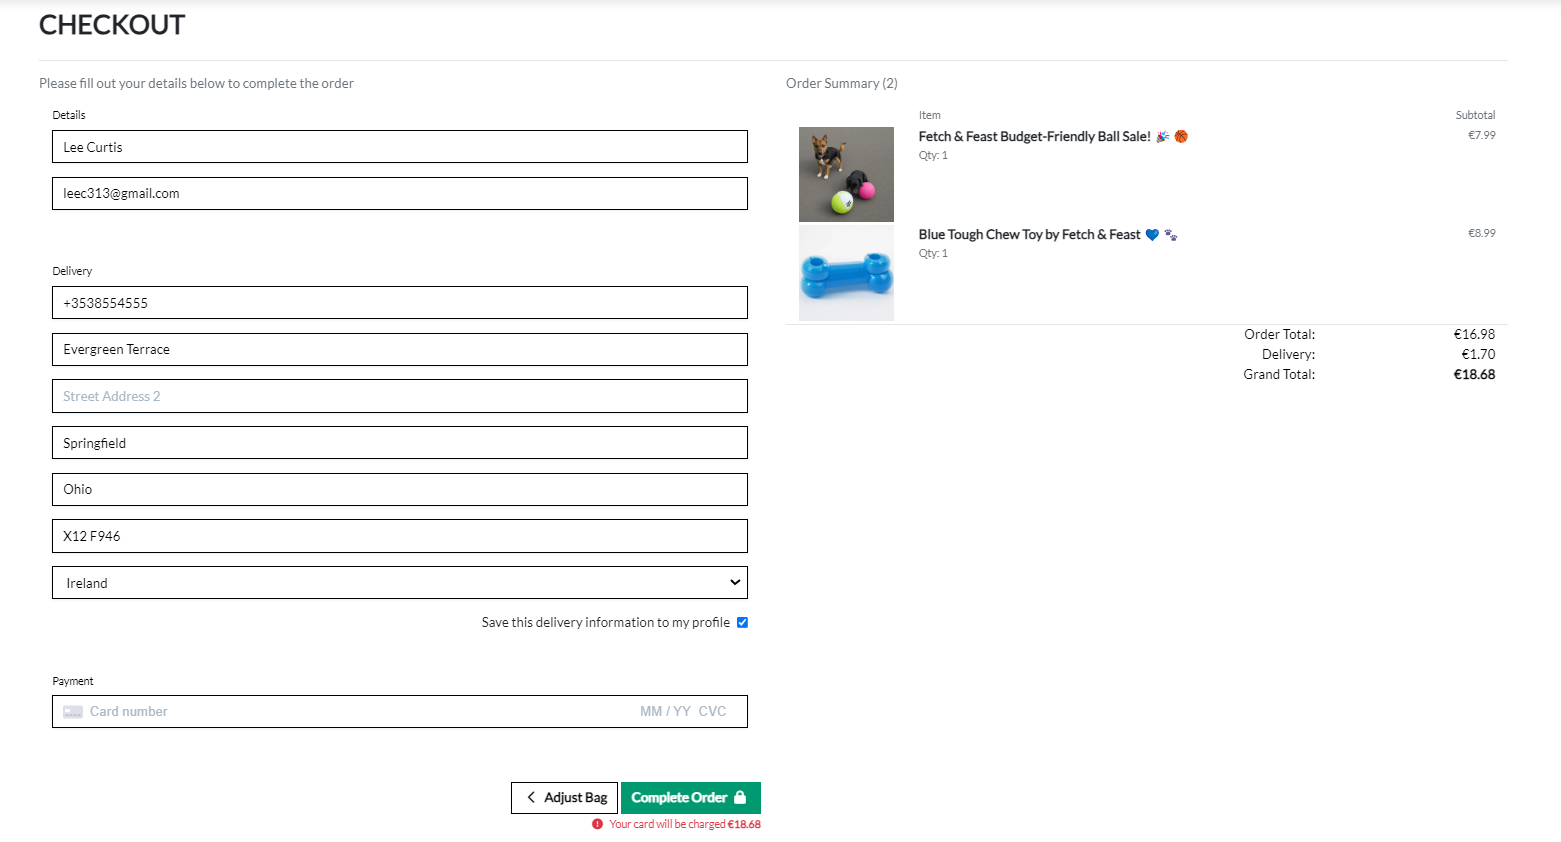 CHECKOUT
Please fill out your details below to complete the order
Details
Lee Curtis
leec313@gmail.com
Delivery
+3538554555
Evergreen Terrace
Street Address 2
Springfield
Ohio
X12 F946
Ireland
Save this delivery information to my profile
Payment
Card number MM / YY CVC
Adjust Bag Complete Order
Your card will be charged €18.68
Order Summary (2)
Item Subtotal
Fetch & Feast Budget-Friendly Ball Sale! 🎉 🏀 €7.99
Qty: 1
Blue Tough Chew Toy by Fetch & Feast 💙 🐾 €8.99
Qty: 1
Order Total: €16.98
Delivery: €1.70
Grand Total: €18.68